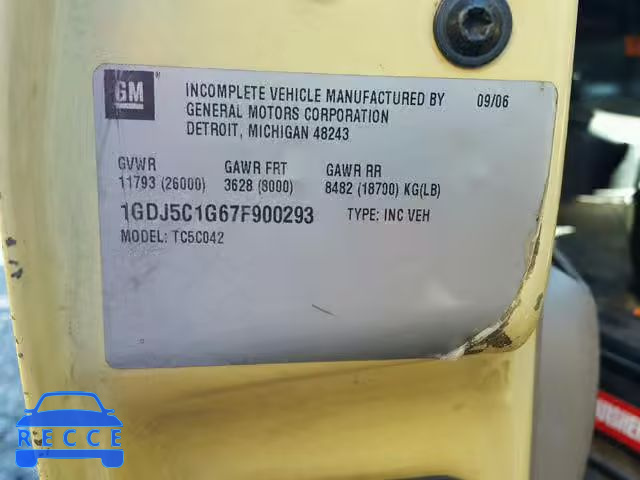 GM
®
INCOMPLETE VEHICLE MANUFACTURED BY 09/06
GENERAL MOTORS CORPORATION
DETROIT, MICHIGAN 48243
GVWR GAWR FRT GAWR RR
11793 (26000) 3628 (8000) 8482 (18700) KG(LB)
1GDJ5C1G67F900293 TYPE: INC VEH
MODEL: TC5C042
RECCE